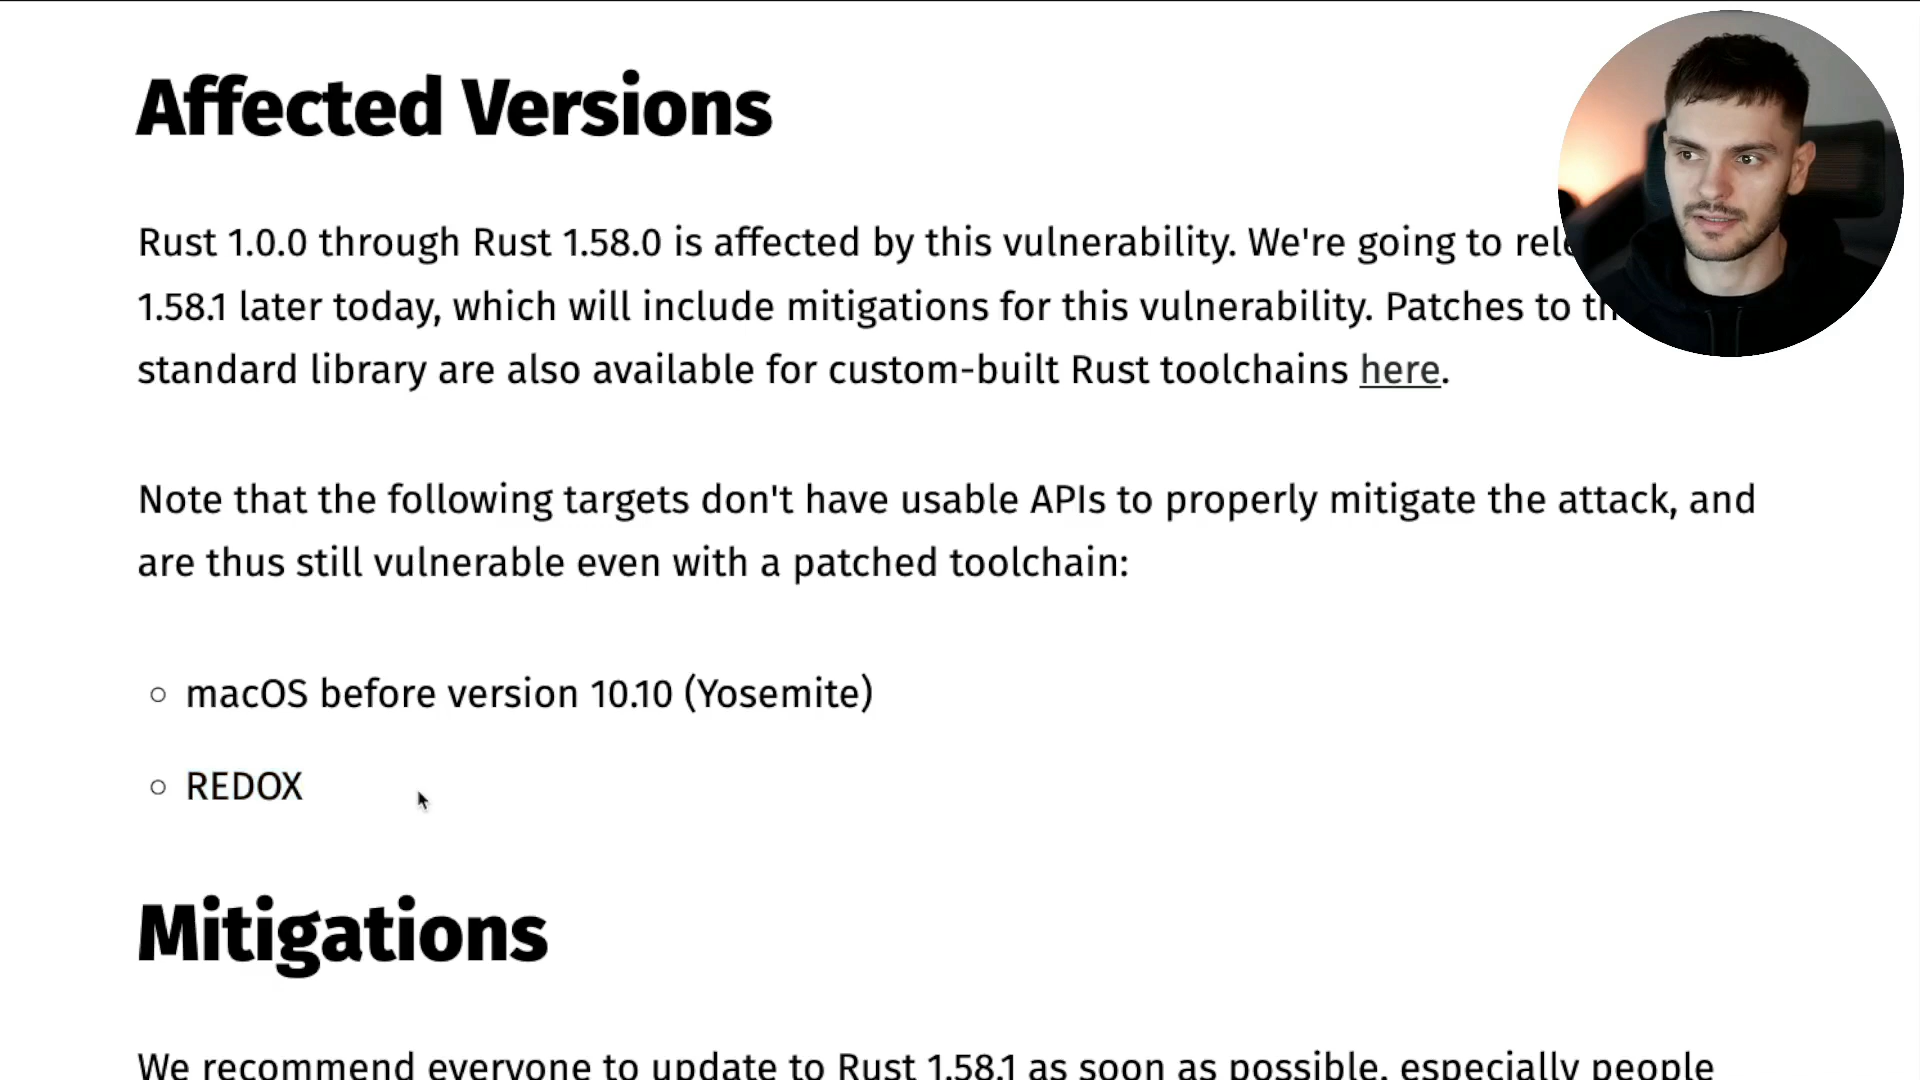 Affected Versions
Rust 1.0.0 through Rust 1.58.0 is affected by this vulnerability. We're going to
1.58.1 later today, which will include mitigations for this vulnerability. Patches to
standard library are also available for custom-built Rust toolchains here.
Note that the following targets don't have usable APIs to properly mitigate the attack, and
are thus still vulnerable even with a patched toolchain:
macOS before version 10.10 (Yosemite)
REDOX
Mitigations
We recommend everyone to update to Rust 1.58.1 as soon as possible, especially people